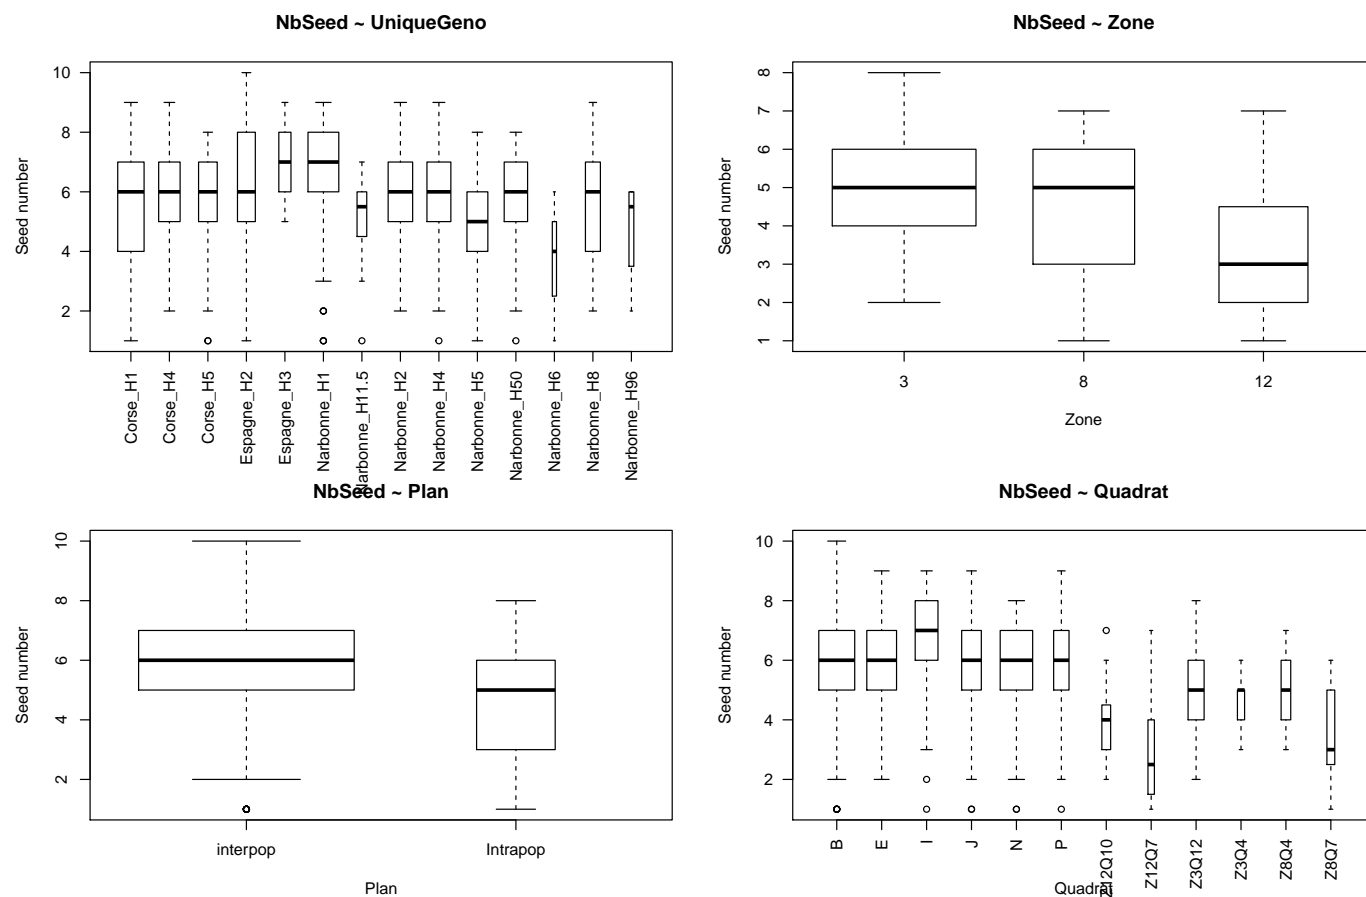 NbSeed ~ UniqueGeno
Seed number
10
8
6
4
2
Corse_H1
Corse_H4
Corse_H5
Espagne_H2
Espagne_H3
Narbonne_H1
Narbonne_H11.5
Narbonne_H2
Narbonne_H4
Narbonne_H5
Narbonne_H50
Narbonne_H6
Narbonne_H8
Narbonne_H96
NbSeed ~ Zone
Seed number
8
7
6
5
4
3
2
1
3 8 12
Zone
NbSeed ~ Plan
Seed number
10
8
6
4
2
interpop Intrapop
Plan
NbSeed ~ Quadrat
Seed number
10
8
6
4
2
B
E
I
J
N
P
Z12Q10
Z12Q7
Z3Q12
Z3Q4
Z8Q4
Z8Q7
Quadrat